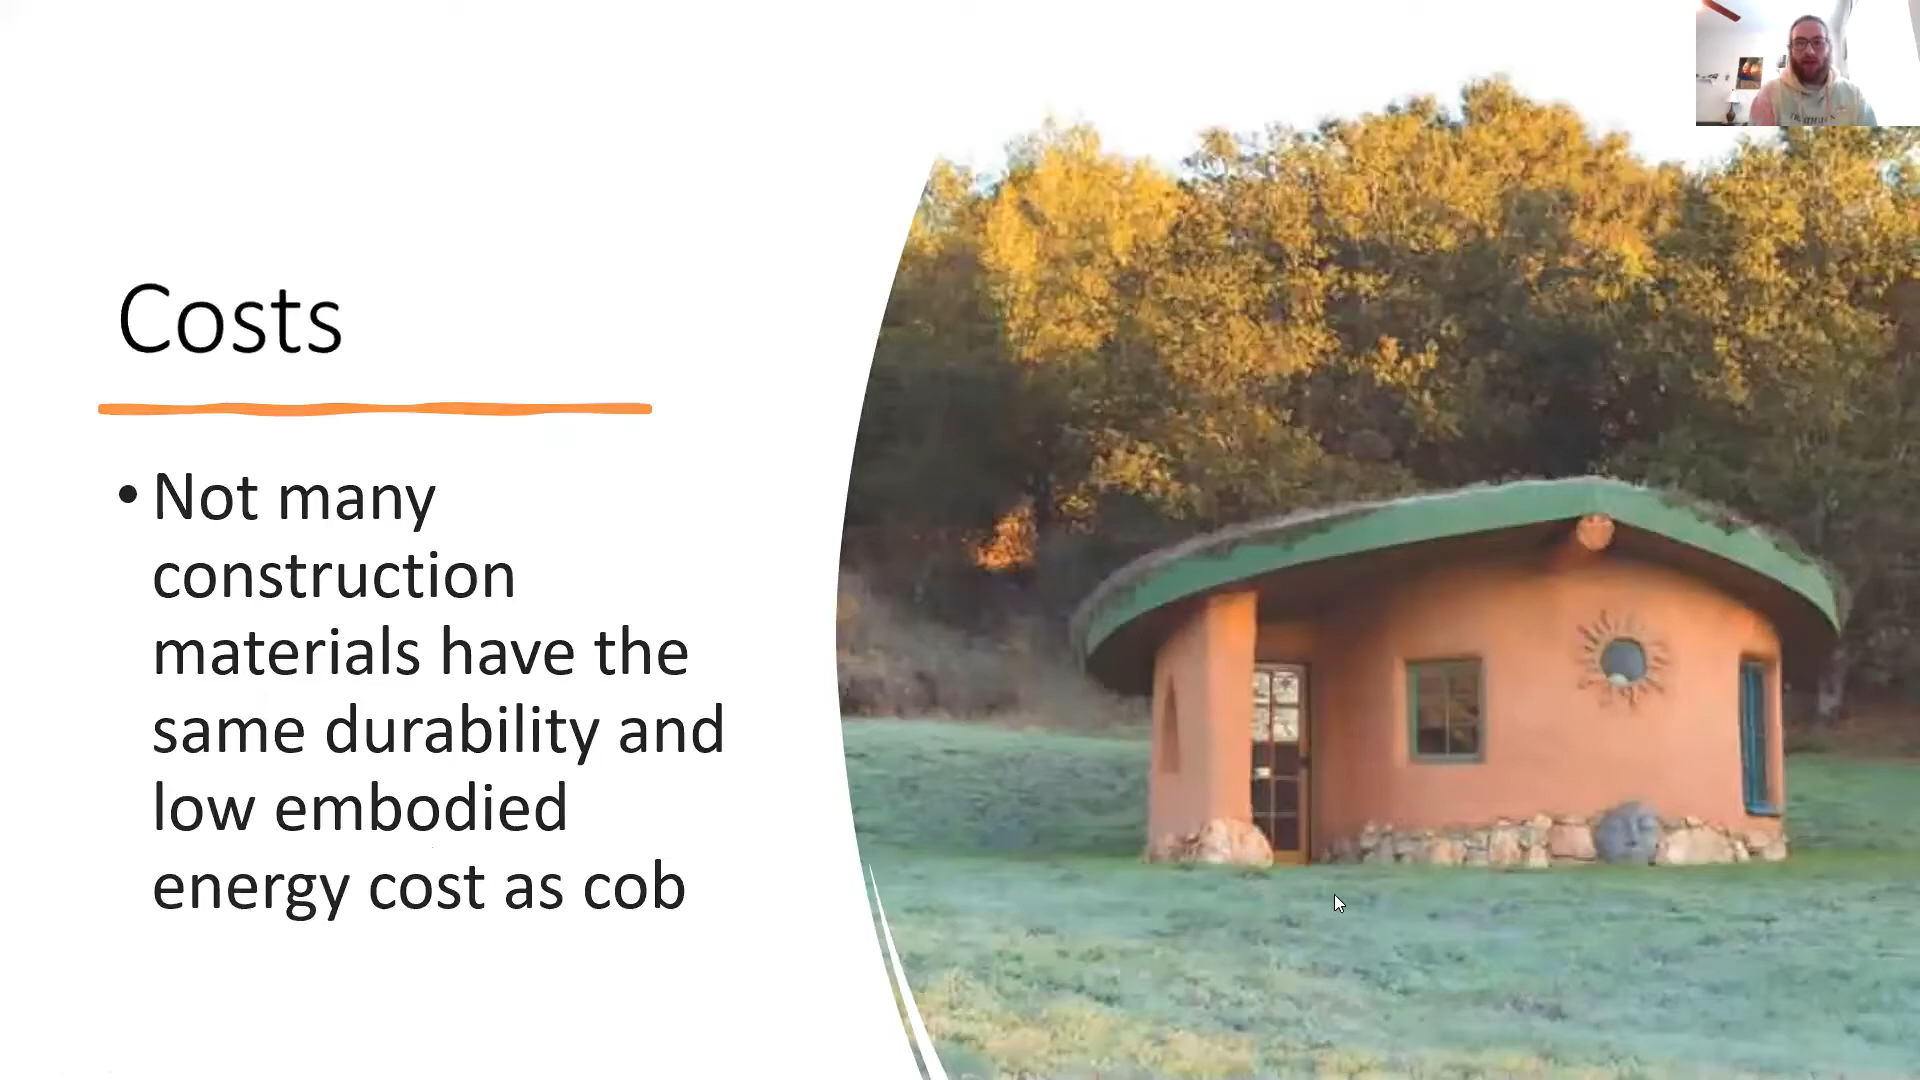 Costs
• Not many
construction
materials have the
same durability and
low embodied
energy cost as cob